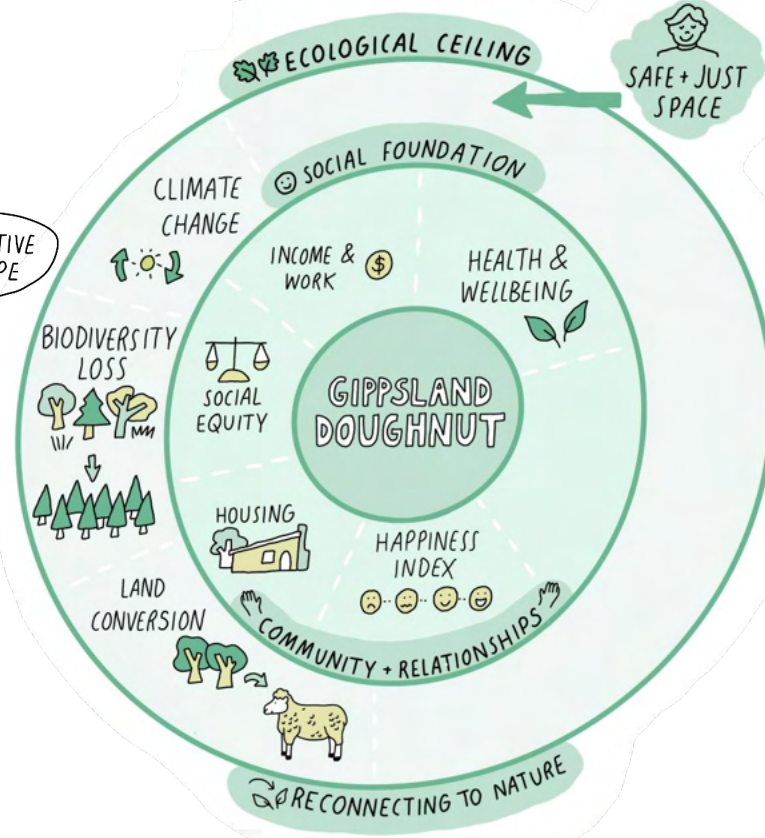 ECOLOGICAL CEILING
SAFE + JUST
SPACE
SOCIAL FOUNDATION
CLIMATE
CHANGE
INCOME &
WORK
$
HEALTH &
WELLBEING
BIODIVERSITY
LOSS
SOCIAL
EQUITY
GIPPSLAND
DOUGHNUT
HOUSING
HAPPINESS
INDEX
LAND
CONVERSION
COMMUNITY + RELATIONSHIPS
RECONNECTING TO NATURE